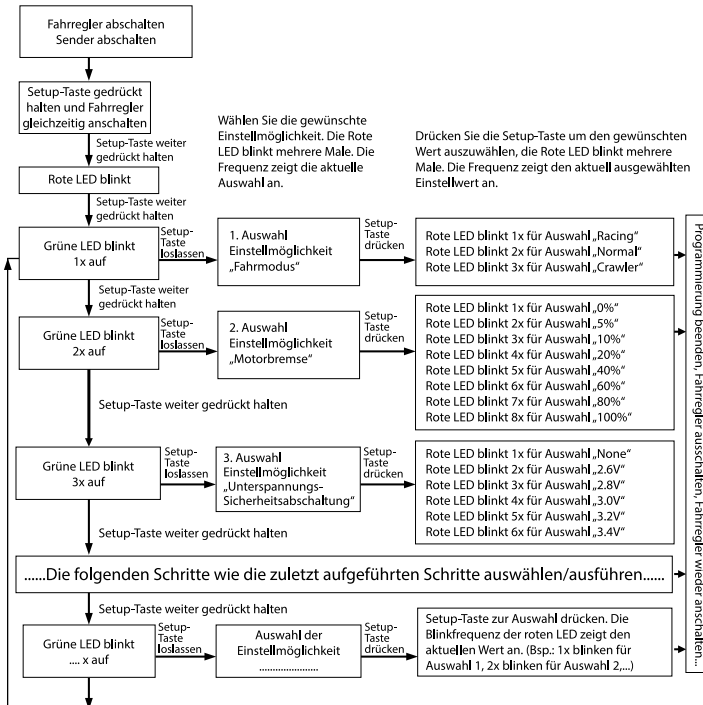 Fahrregler abschalten
Sender abschalten
Setup-Taste gedrückt
halten und Fahrregler
gleichzeitig anschalten
Setup-Taste weiter
gedrückt halten
Rote LED blinkt
Setup-Taste weiter
gedrückt halten
Wählen Sie die gewünschte
Einstellmöglichkeit. Die Rote
LED blinkt mehrere Male. Die
Frequenz zeigt die aktuelle
Auswahl an.
Drücken Sie die Setup-Taste um den gewünschten
Wert auszuwählen, die Rote LED blinkt mehrere
Male. Die Frequenz zeigt den aktuell ausgewählten
Einstellwert an.
Grüne LED blinkt
1x auf
Setup-
Taste
loslassen
1. Auswahl
Einstellmöglichkeit
„Fahrmodus“
Setup-
Taste
drücken
Rote LED blinkt 1x für Auswahl „Racing“
Rote LED blinkt 2x für Auswahl „Normal“
Rote LED blinkt 3x für Auswahl „Crawler“
Setup-Taste weiter
gedrückt halten
Grüne LED blinkt
2x auf
Setup-
Taste
loslassen
2. Auswahl
Einstellmöglichkeit
„Motorbremse“
Setup-
Taste
drücken
Rote LED blinkt 1x für Auswahl „0%“
Rote LED blinkt 2x für Auswahl „5%“
Rote LED blinkt 3x für Auswahl „10%“
Rote LED blinkt 4x für Auswahl „20%“
Rote LED blinkt 5x für Auswahl „40%“
Rote LED blinkt 6x für Auswahl „60%“
Rote LED blinkt 7x für Auswahl „80%“
Rote LED blinkt 8x für Auswahl „100%“
Setup-Taste weiter gedrückt halten
Grüne LED blinkt
3x auf
Setup-
Taste
loslassen
3. Auswahl
Einstellmöglichkeit
„Unterspannungs-
Sicherheitsabschaltung“
Setup-
Taste
drücken
Rote LED blinkt 1x für Auswahl „None“
Rote LED blinkt 2x für Auswahl „2.6V“
Rote LED blinkt 3x für Auswahl „2.8V“
Rote LED blinkt 4x für Auswahl „3.0V“
Rote LED blinkt 5x für Auswahl „3.2V“
Rote LED blinkt 6x für Auswahl „3.4V“
Setup-Taste weiter gedrückt halten
......Die folgenden Schritte wie die zuletzt aufgeführten Schritte auswählen/ausführen......
Setup-Taste weiter gedrückt halten
Grüne LED blinkt
.... x auf
Setup-
Taste
loslassen
Auswahl der
Einstellmöglichkeit
......................
Setup-
Taste
drücken
Setup-Taste zur Auswahl drücken. Die
Blinkfrequenz der roten LED zeigt den
aktuellen Wert an. (Bsp.: 1x blinken für
Auswahl 1, 2x blinken für Auswahl 2,...)
Programmierung beenden, Fahrregler ausschalten, Fahrregler wieder anschalten...